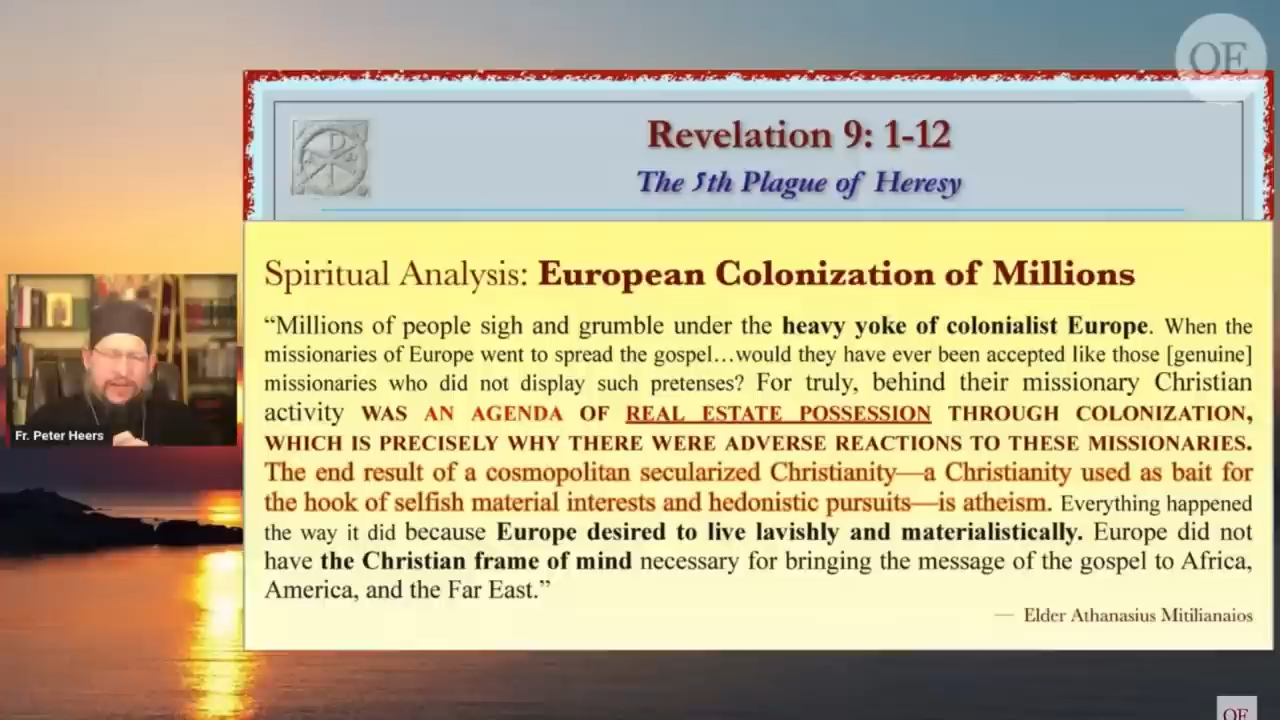 OE
Revelation 9: 1-12
The 5th Plague of Heresy
Spiritual Analysis: European Colonization of Millions
“Millions of people sigh and grumble under the heavy yoke of colonialist Europe. When the
missionaries of Europe went to spread the gospel…would they have ever been accepted like those [genuine]
missionaries who did not display such pretenses? For truly, behind their missionary Christian
activity WAS AN AGENDA OF REAL ESTATE POSSESSION THROUGH COLONIZATION,
WHICH IS PRECISELY WHY THERE WERE ADVERSE REACTIONS TO THESE MISSIONARIES.
The end result of a cosmopolitan secularized Christianity—a Christianity used as bait for
the hook of selfish material interests and hedonistic pursuits—is atheism. Everything happened
the way it did because Europe desired to live lavishly and materialistically. Europe did not
have the Christian frame of mind necessary for bringing the message of the gospel to Africa,
America, and the Far East.”
— Elder Athanasius Mitilianaios
Fr. Peter Heers
OE